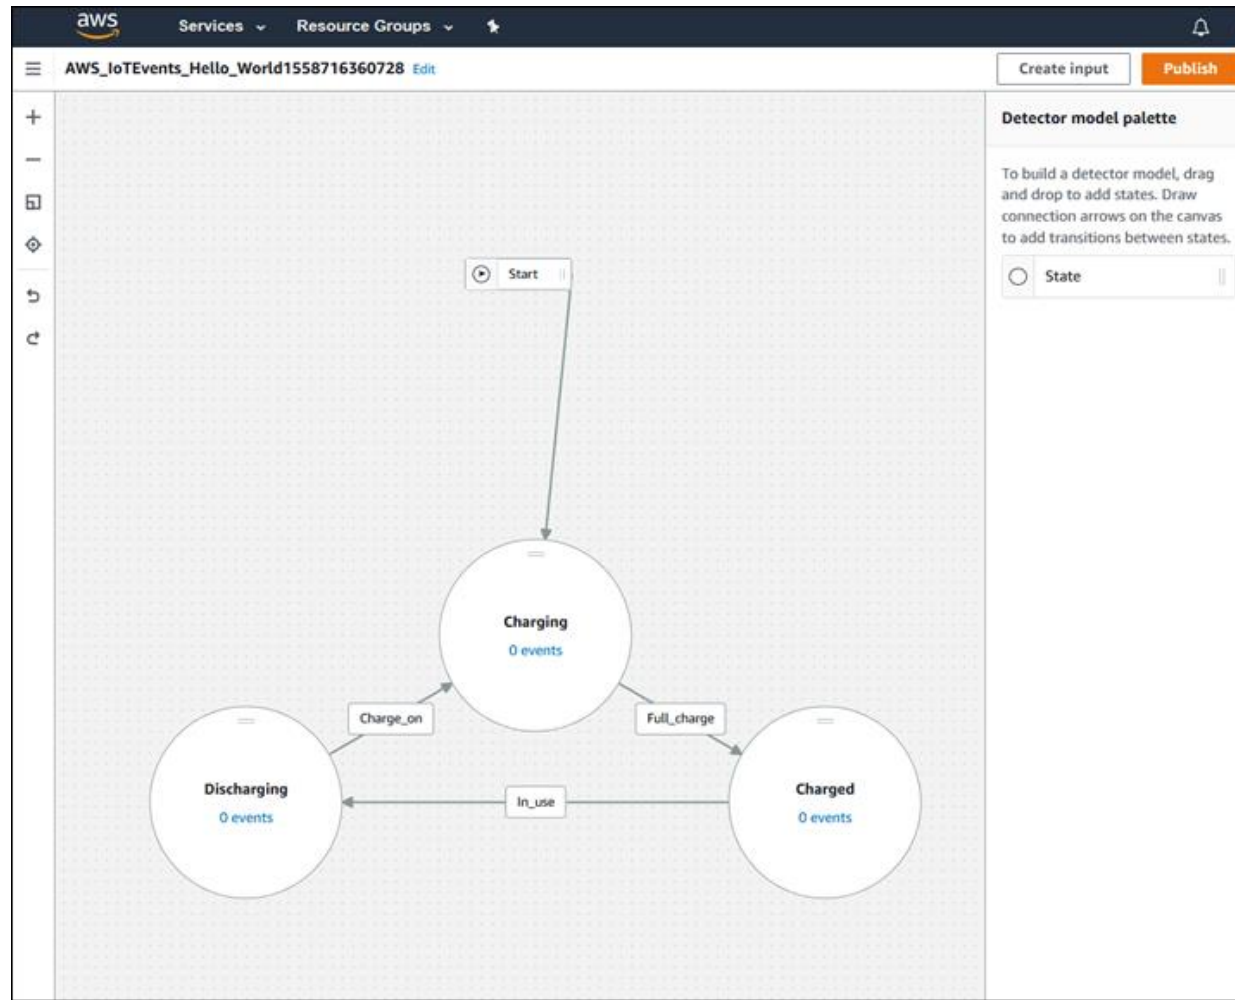 aws Services Resource Groups
AWS_IoTEvents_Hello_World1558716360728 Edit Create input Publish
Detector model palette
To build a detector model, drag
and drop to add states. Draw
connection arrows on the canvas
to add transitions between states.
State
Start
Charging
0 events
Charge_on
Full_charge
Discharging
0 events
In_use
Charged
0 events